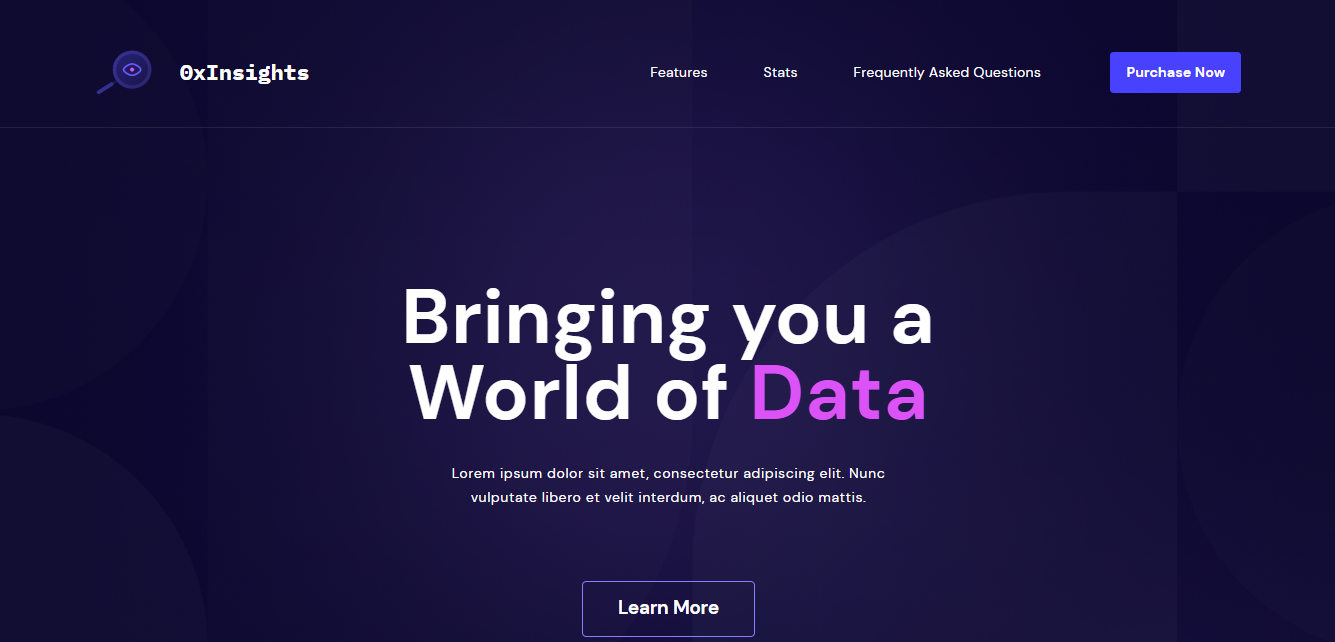 0xInsights
Features
Stats
Frequently Asked Questions
Purchase Now
Bringing you a
World of Data
Lorem ipsum dolor sit amet, consectetur adipiscing elit. Nunc
vulputate libero et velit interdum, ac aliquet odio mattis.
Learn More